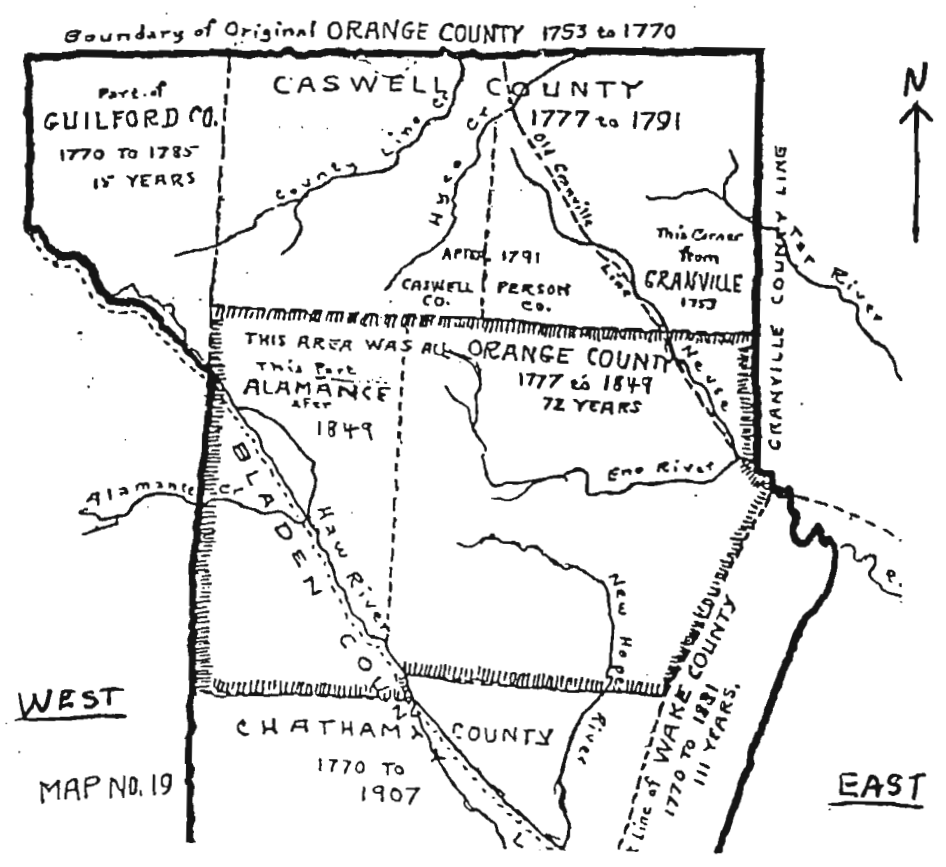 Boundary of Original ORANGE COUNTY 1753 to 1770
N
Part of
GUILFORD CO.
1770 TO 1785
15 YEARS
CASWELL COUNTY
1777 to 1791
County Line Cr
Hyco Cr
Old Granville Line
This Corner
from
GRANVILLE
1753
GRANVILLE COUNTY LINE
Tar River
AFTER 1791
CASWELL
CO.
PERSON
CO.
THIS AREA WAS ALL ORANGE COUNTY
1777 to 1849
72 YEARS
This Part
ALAMANCE
AFTER
1849
Neuse
Eno River
BLADEN COUNTY
Alamance Cr
Haw River
New Hope River
R.
Line of WAKE COUNTY
1770 TO 1881
111 YEARS.
WEST
CHATHAM COUNTY
1770 TO
1907
MAP NO. 19
EAST